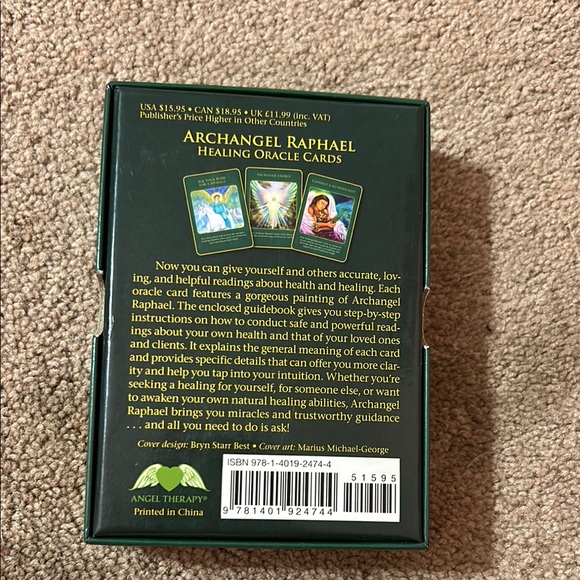 USA $15.95 • CAN $18.95 • UK £11.99 (inc. VAT)
Publisher's Price Higher in Other Countries
ARCHANGEL RAPHAEL
HEALING ORACLE CARDS
Now you can give yourself and others accurate, lov-
ing, and helpful readings about health and healing. Each
oracle card features a gorgeous painting of Archangel
Raphael. The enclosed guidebook gives you step-by-step
instructions on how to conduct safe and powerful read-
ings about your own health and that of your loved ones
and clients. It explains the general meaning of each card
and provides specific details that can offer you more clar-
ity and help you tap into your intuition. Whether you're
seeking a healing for yourself, for someone else, or want
to awaken your own natural healing abilities, Archangel
Raphael brings you miracles and trustworthy guidance
. . . and all you need to do is ask!
Cover design: Bryn Starr Best • Cover art: Marius Michael-George
ISBN 978-1-4019-2474-4
51595
9 781401 924744
ANGEL THERAPY®
Printed in China